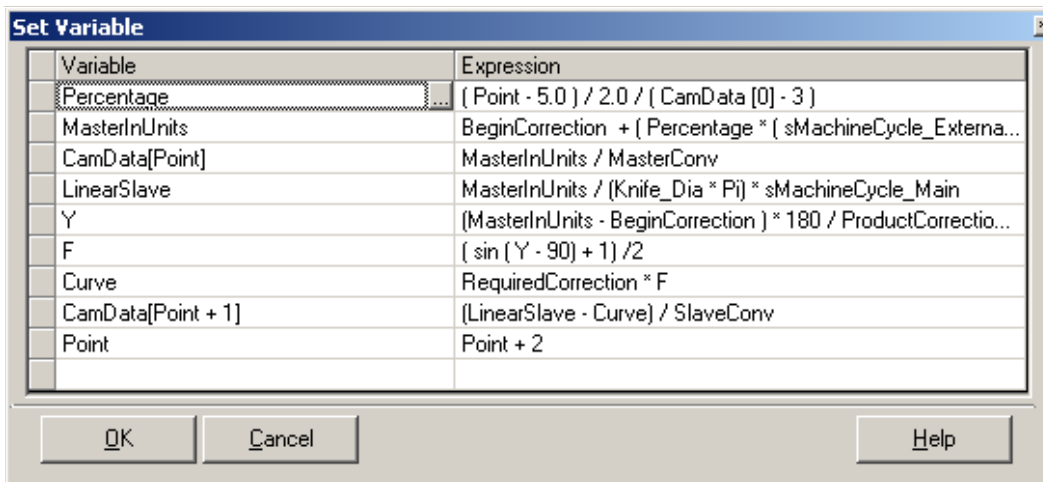 Set Variable
Variable Expression
Percentage ... ( Point - 5.0 ) / 2.0 / ( CamData [0] - 3 )
MasterInUnits BeginCorrection + ( Percentage * ( sMachineCycle_Externa...
CamData[Point] MasterInUnits / MasterConv
LinearSlave MasterInUnits / (Knife_Dia * Pi) * sMachineCycle_Main
Y (MasterInUnits - BeginCorrection ) * 180 / ProductCorrectio...
F ( sin ( Y - 90) + 1) /2
Curve RequiredCorrection * F
CamData[Point + 1] (LinearSlave - Curve) / SlaveConv
Point Point + 2
OK Cancel Help